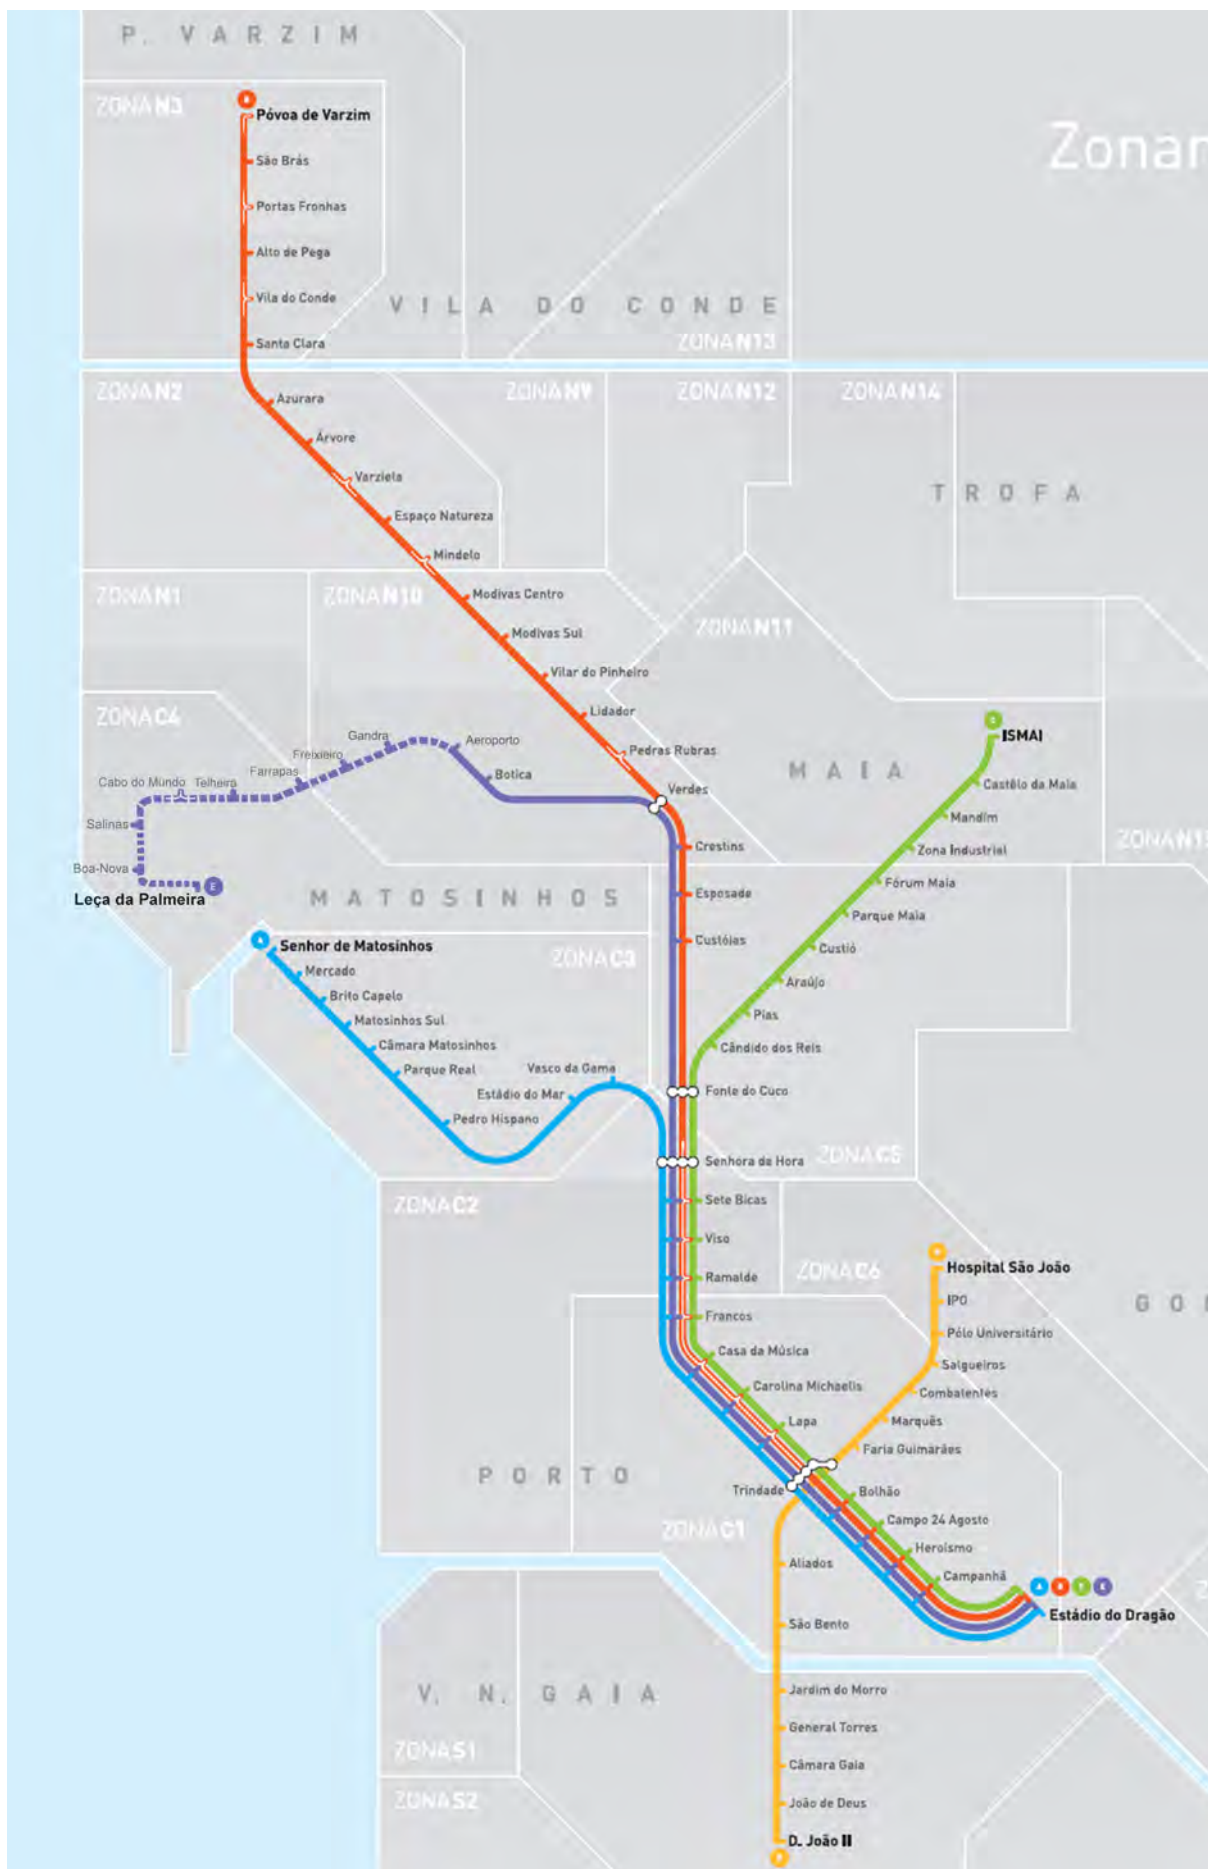 P. VARZIM
ZONA N3
Póvoa de Varzim
Zonar
São Brás
Portas Fronhas
Alto de Pega
Vila do Conde
VILA DO CONDE
Santa Clara
ZONA N13
ZONA N2
ZONA N9
ZONA N12
ZONA N14
Azurara
Árvore
Varziela
TROFA
Espaço Natureza
Mindelo
ZONA N1
ZONA N10
Modivas Centro
ZONA N11
Modivas Sul
Vilar do Pinheiro
Lidador
ZONA C4
Gandra
Aeroporto
ISMAI
Pedras Rubras
Freixieiro
MAIA
Farrapas
Botica
Cabo do Mundo
Telheira
Verdes
Castêlo da Maia
Mandim
Salinas
Crestins
Zona Industrial
ZONA N15
Boa-Nova
Fórum Maia
E
Leça da Palmeira
MATOSINHOS
Esposade
Parque Maia
A
Senhor de Matosinhos
Custóias
Custió
ZONA C3
Mercado
Araújo
Brito Capelo
Pias
Matosinhos Sul
Câmara Matosinhos
Cândido dos Reis
Parque Real
Vasco da Gama
Estádio do Mar
Fonte do Cuco
Pedro Hispano
Senhora da Hora
ZONA C5
ZONA C2
Sete Bicas
Viso
Ramalde
ZONA C6
Hospital São João
IPO
GO
Francos
Pólo Universitário
Casa da Música
Salgueiros
Carolina Michaelis
Combatentes
Lapa
Marquês
Faria Guimarães
PORTO
Trindade
Bolhão
Campo 24 Agosto
ZONA C1
Heroísmo
Aliados
Campanhã
Estádio do Dragão
São Bento
V. N. GAIA
Jardim do Morro
General Torres
ZONA S1
Câmara Gaia
ZONA S2
João de Deus
D. João II